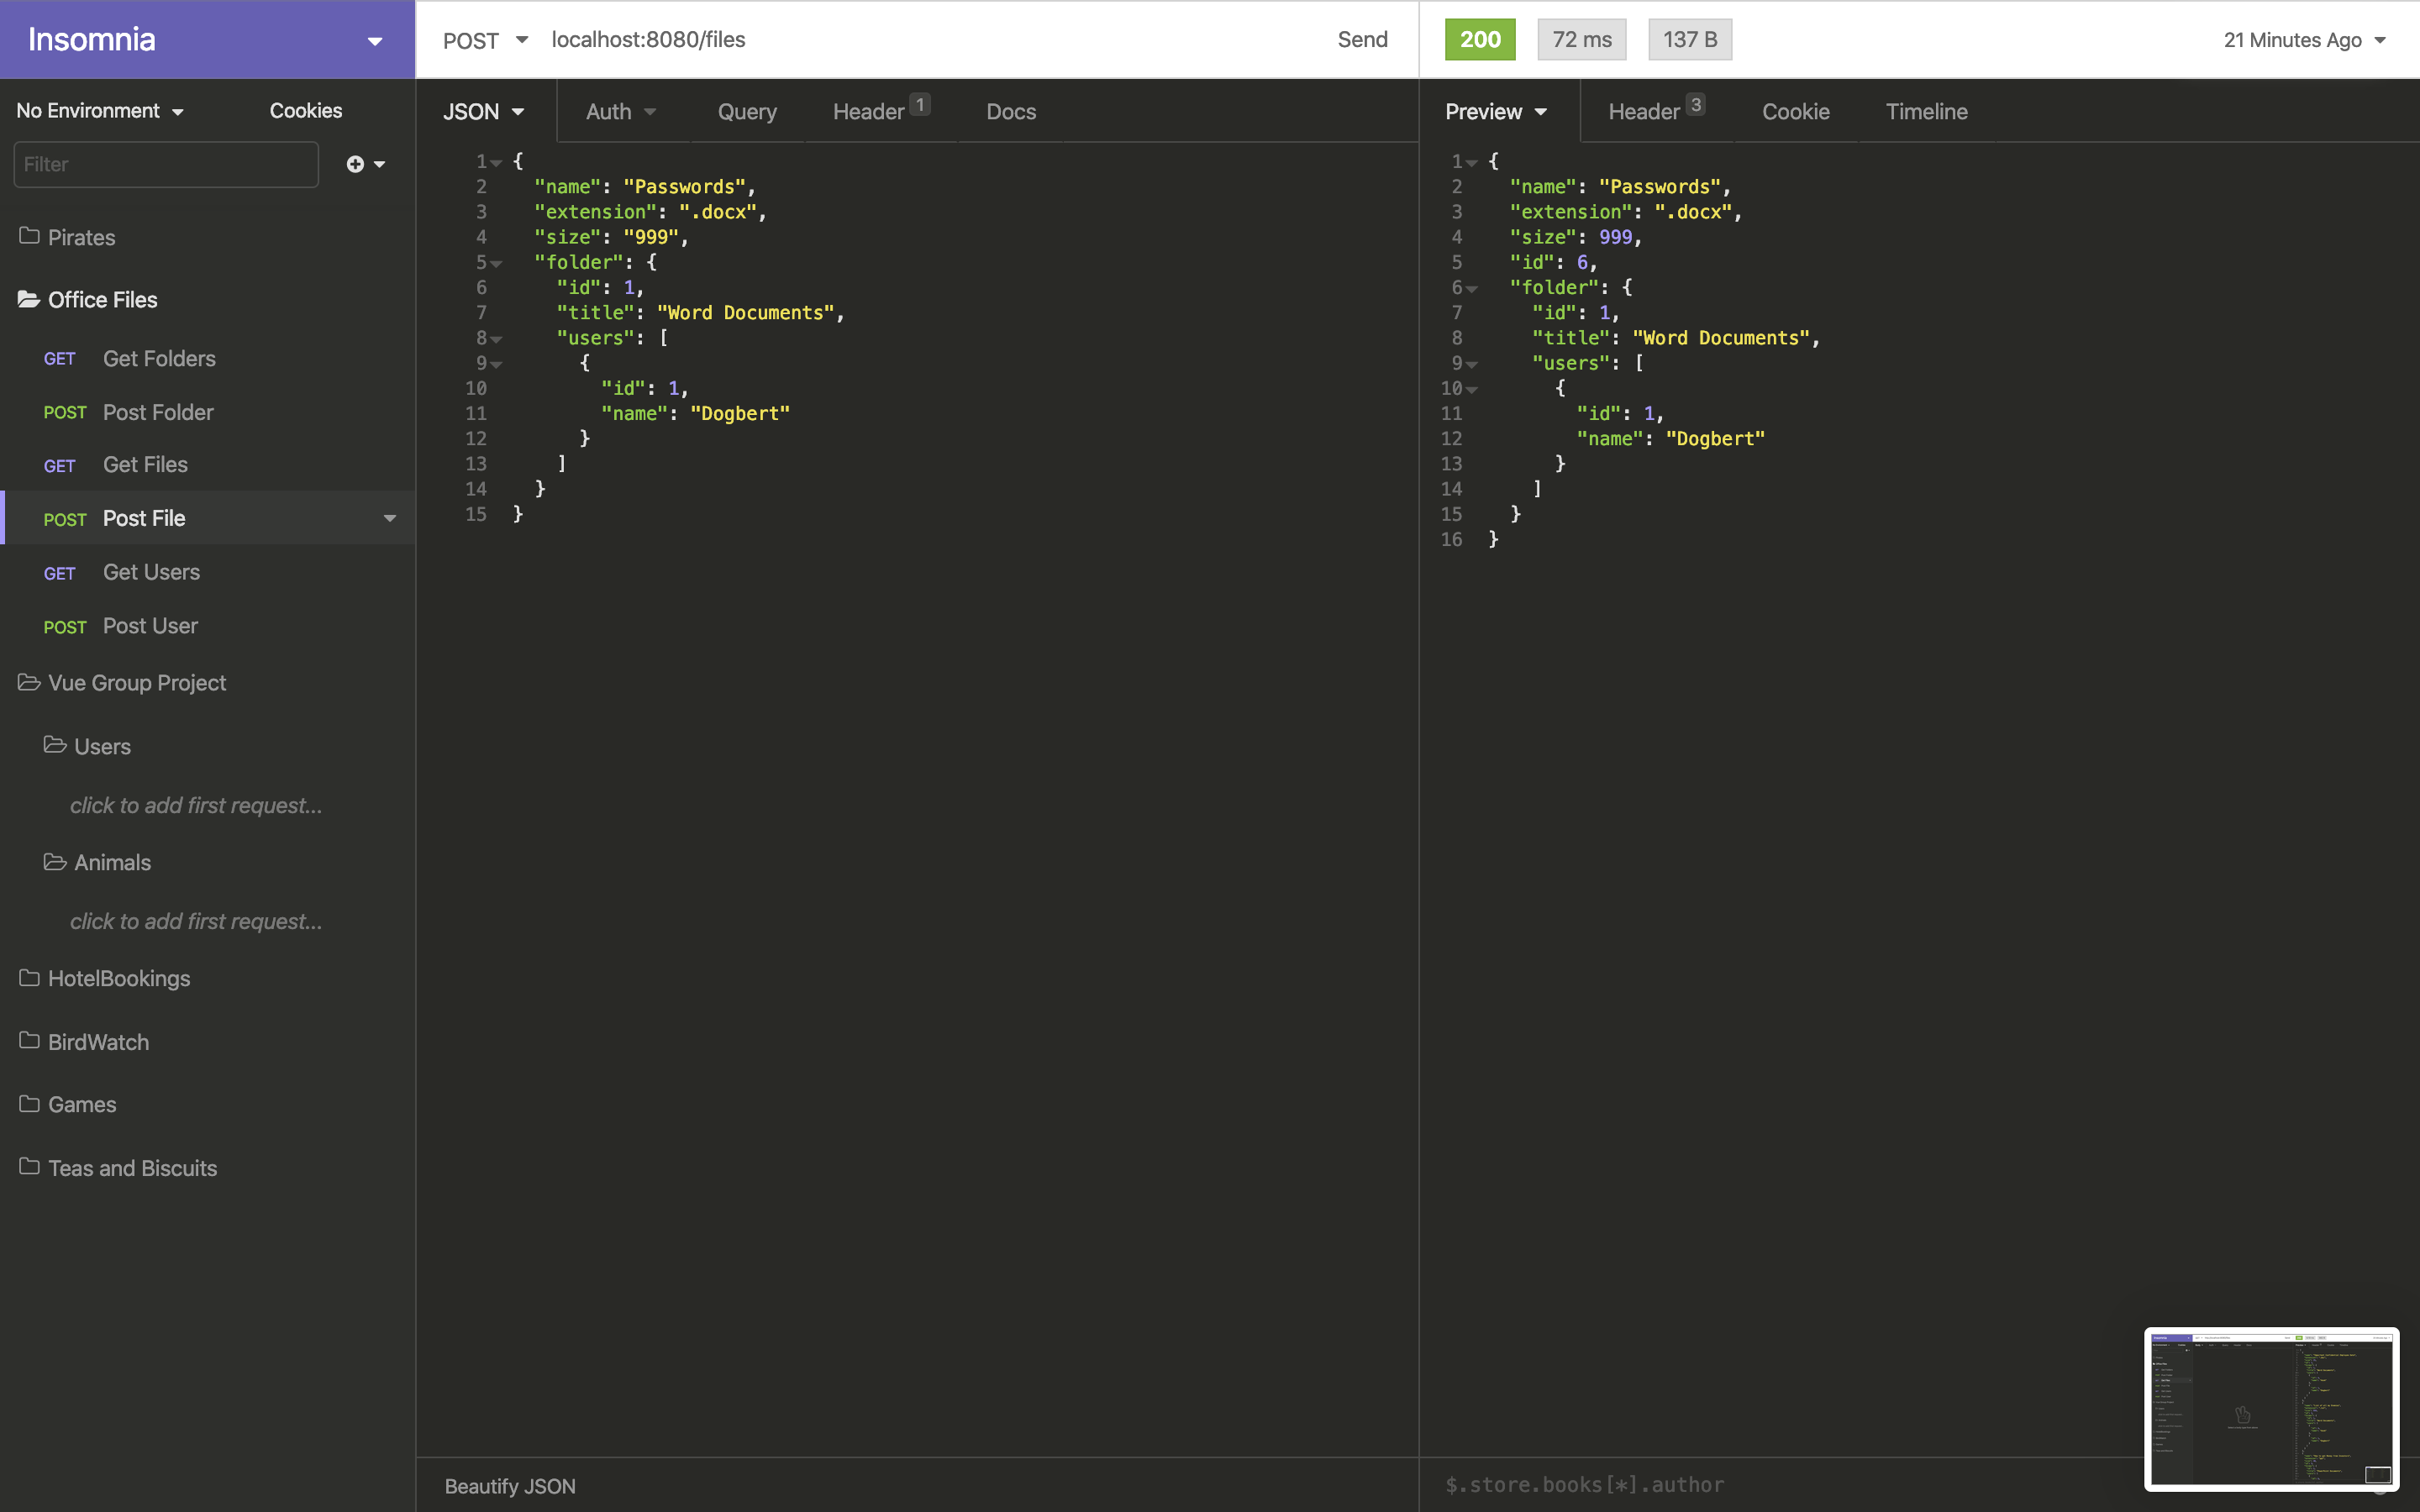 Insomnia
POST localhost:8080/files Send
200 72 ms 137 B 21 Minutes Ago
No Environment Cookies
Filter
Pirates
Office Files
GET Get Folders
POST Post Folder
GET Get Files
POST Post File
GET Get Users
POST Post User
Vue Group Project
Users
click to add first request...
Animals
click to add first request...
HotelBookings
BirdWatch
Games
Teas and Biscuits
JSON Auth Query Header 1 Docs
1 {
2 "name": "Passwords",
3 "extension": ".docx",
4 "size": "999",
5 "folder": {
6 "id": 1,
7 "title": "Word Documents",
8 "users": [
9 {
10 "id": 1,
11 "name": "Dogbert"
12 }
13 ]
14 }
15 }
Beautify JSON
Preview Header 3 Cookie Timeline
1 {
2 "name": "Passwords",
3 "extension": ".docx",
4 "size": 999,
5 "id": 6,
6 "folder": {
7 "id": 1,
8 "title": "Word Documents",
9 "users": [
10 {
11 "id": 1,
12 "name": "Dogbert"
13 }
14 ]
15 }
16 }
$.store.books[*].author